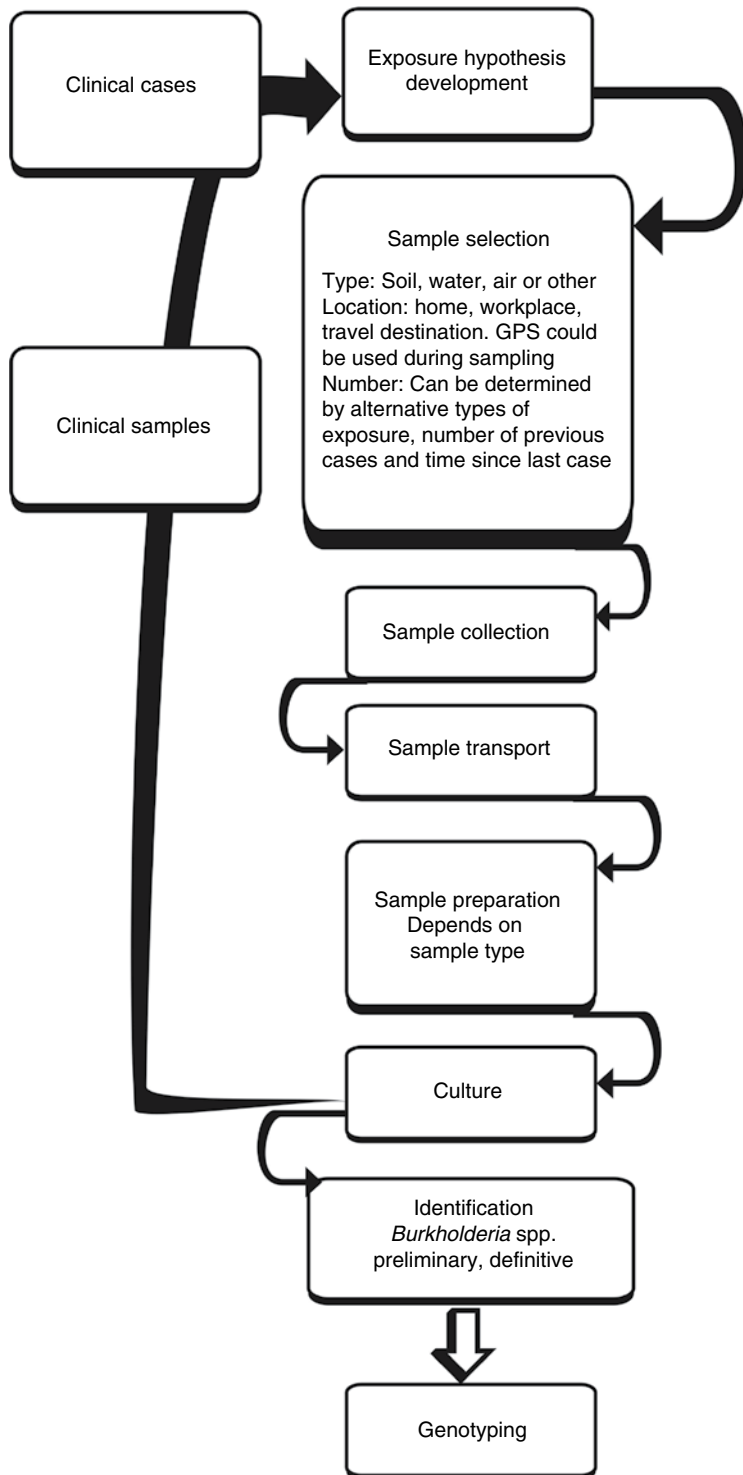 Clinical cases
Exposure hypothesis
development
Sample selection
Type: Soil, water, air or other
Location: home, workplace,
travel destination. GPS could
be used during sampling
Number: Can be determined
by alternative types of
exposure, number of previous
cases and time since last case
Clinical samples
Sample collection
Sample transport
Sample preparation
Depends on
sample type
Culture
Identification
Burkholderia spp.
preliminary, definitive
Genotyping